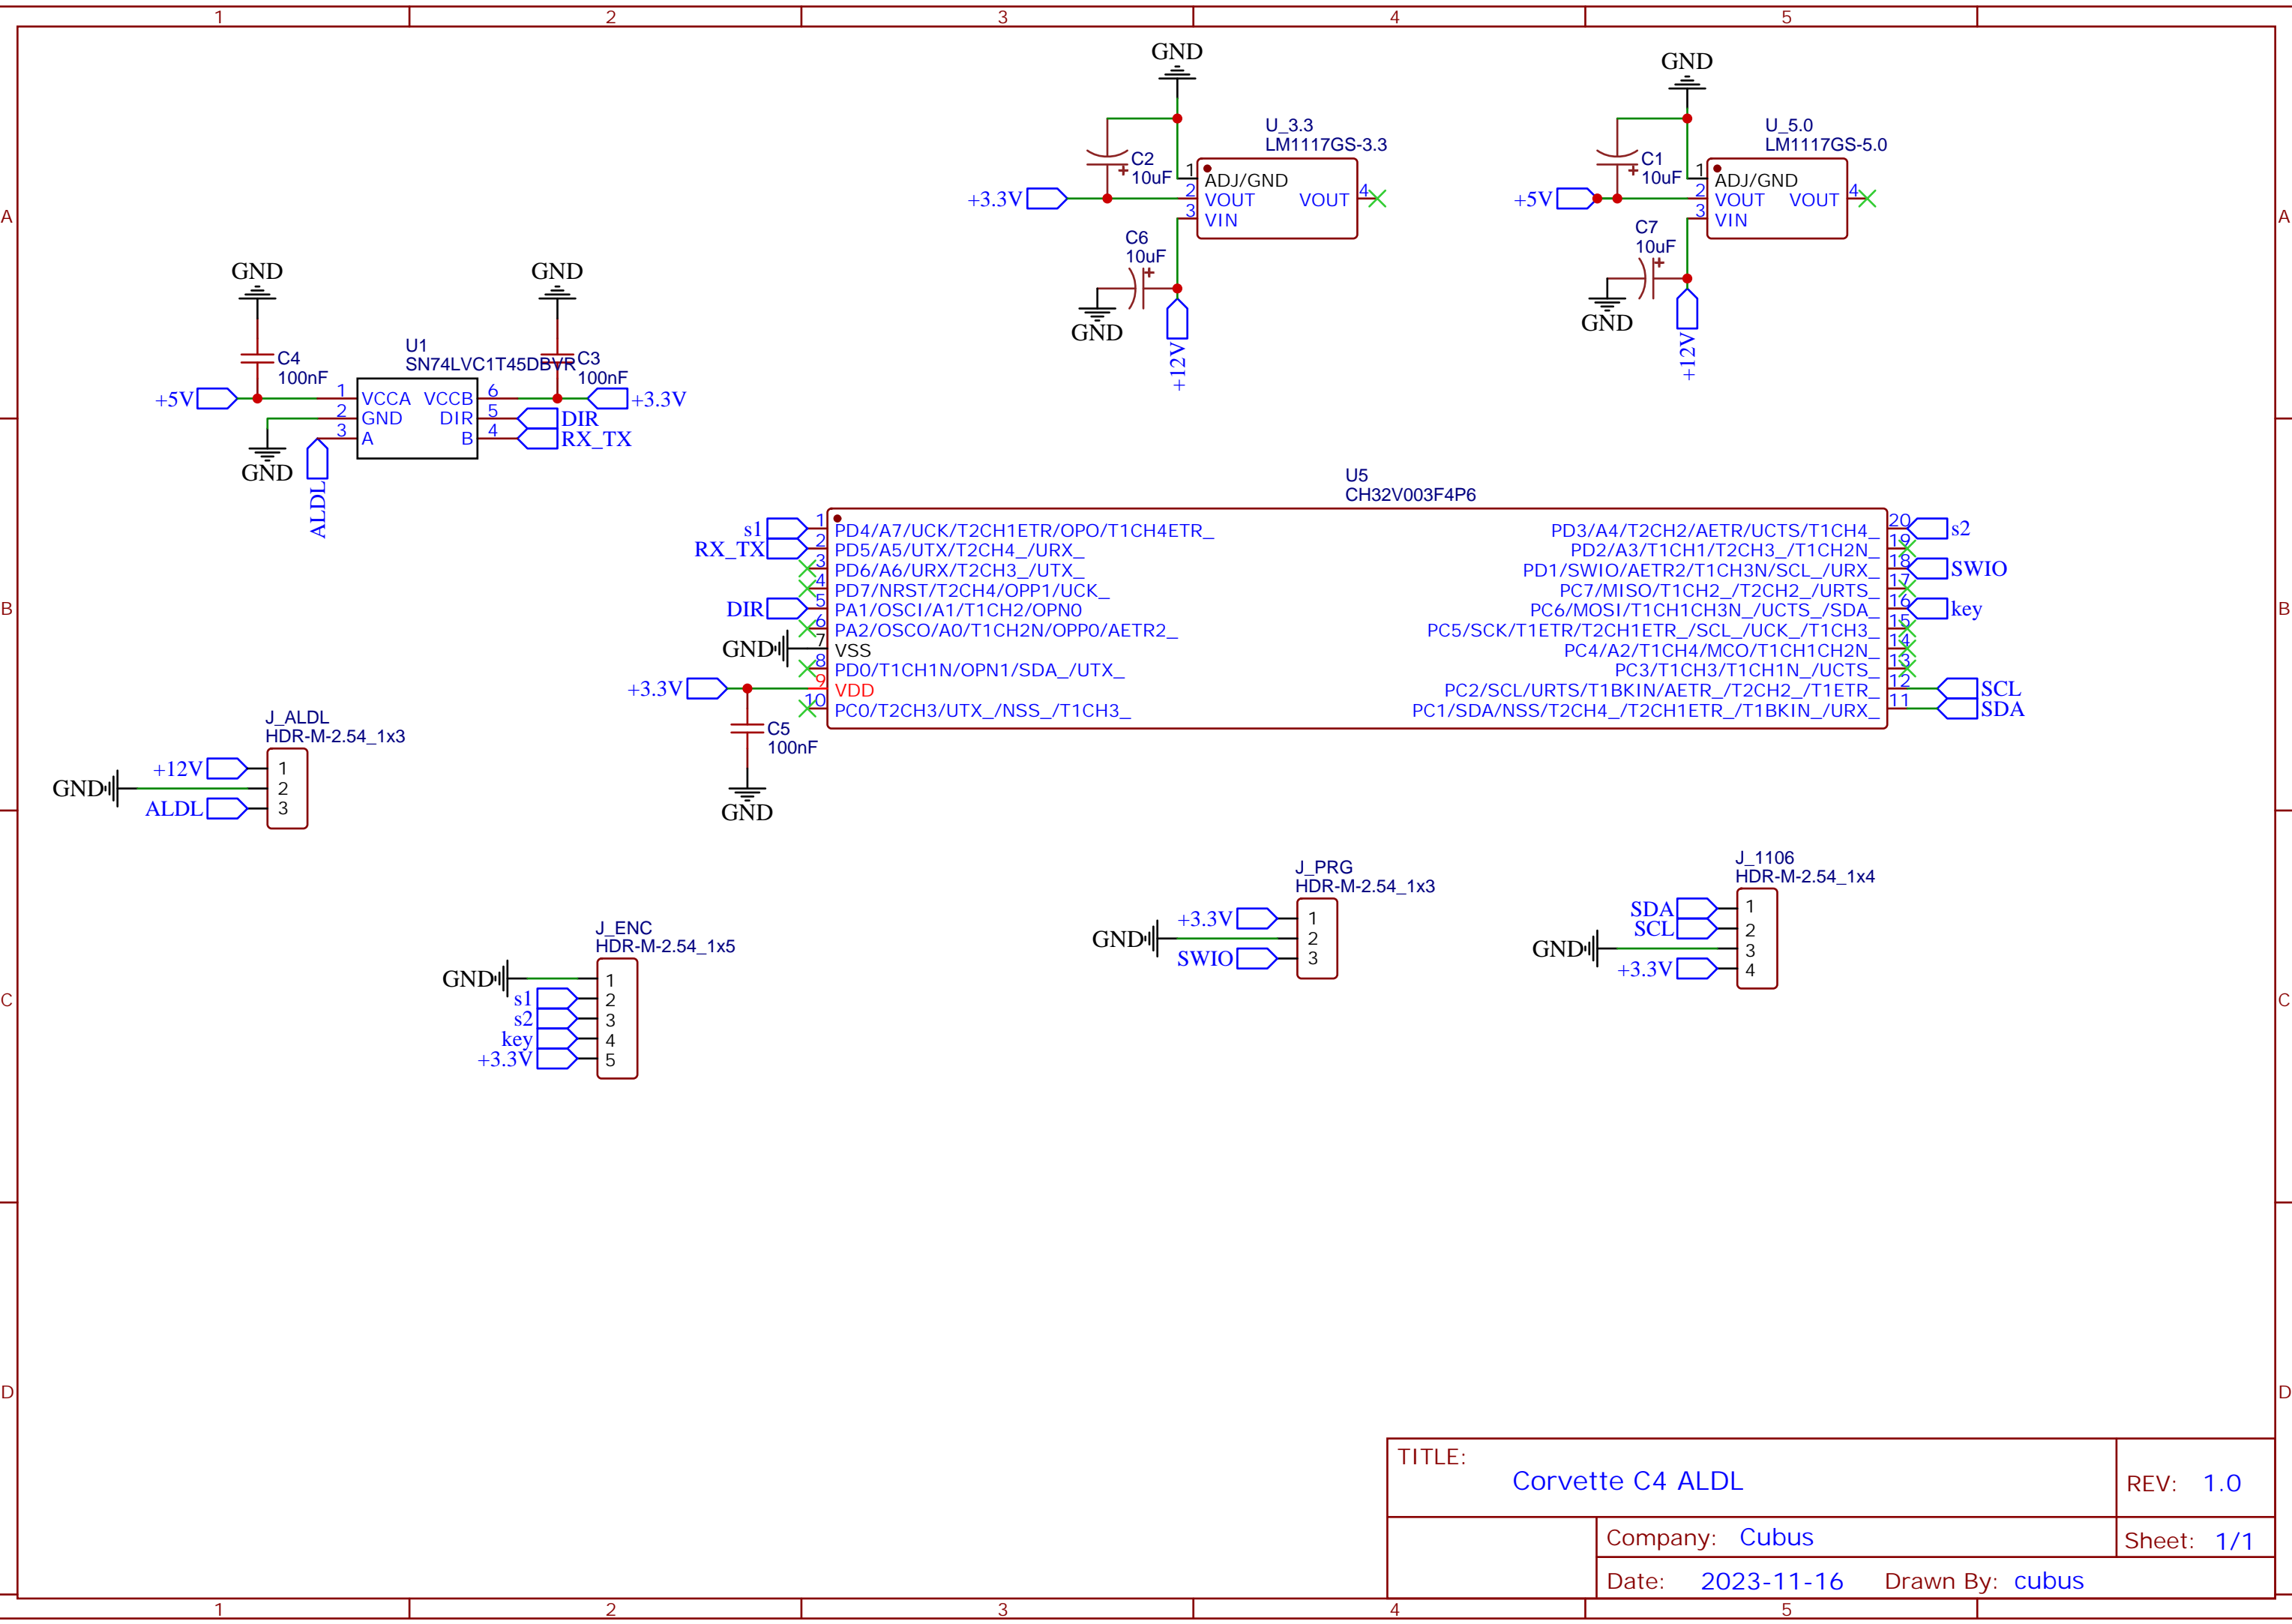 1 2 3 4 5
A A
B B
C C
D D
GND
U_3.3
LM1117GS-3.3
C2
10uF
+3.3V
1 ADJ/GND
2 VOUT VOUT 4
3 VIN
C6
10uF
GND
+12V
GND
U_5.0
LM1117GS-5.0
C1
10uF
+5V
1 ADJ/GND
2 VOUT VOUT 4
3 VIN
C7
10uF
GND
+12V
GND GND
U1
SN74LVC1T45DBVR
C4
100nF
C3
100nF
+5V 1 VCCA VCCB 6 +3.3V
2 GND DIR 5 DIR
3 A B 4 RX_TX
GND
ALDL
U5
CH32V003F4P6
s1 1 PD4/A7/UCK/T2CH1ETR/OPO/T1CH4ETR_
RX_TX 2 PD5/A5/UTX/T2CH4_/URX_
3 PD6/A6/URX/T2CH3_/UTX_
4 PD7/NRST/T2CH4/OPP1/UCK_
DIR 5 PA1/OSCI/A1/T1CH2/OPN0
6 PA2/OSCO/A0/T1CH2N/OPP0/AETR2_
GND 7 VSS
8 PD0/T1CH1N/OPN1/SDA_/UTX_
+3.3V 9 VDD
10 PC0/T2CH3/UTX_/NSS_/T1CH3_
PD3/A4/T2CH2/AETR/UCTS/T1CH4_ 20 s2
PD2/A3/T1CH1/T2CH3_/T1CH2N_ 19
PD1/SWIO/AETR2/T1CH3N/SCL_/URX_ 18 SWIO
PC7/MISO/T1CH2_/T2CH2_/URTS_ 17
PC6/MOSI/T1CH1CH3N_/UCTS_/SDA_ 16 key
PC5/SCK/T1ETR/T2CH1ETR_/SCL_/UCK_/T1CH3_ 15
PC4/A2/T1CH4/MCO/T1CH1CH2N_ 14
PC3/T1CH3/T1CH1N_/UCTS_ 13
PC2/SCL/URTS/T1BKIN/AETR_/T2CH2_/T1ETR_ 12 SCL
PC1/SDA/NSS/T2CH4_/T2CH1ETR_/T1BKIN_/URX_ 11 SDA
C5
100nF
GND
J_ALDL
HDR-M-2.54_1x3
+12V 1
GND 2
ALDL 3
J_ENC
HDR-M-2.54_1x5
GND 1
s1 2
s2 3
key 4
+3.3V 5
J_PRG
HDR-M-2.54_1x3
+3.3V 1
GND 2
SWIO 3
J_1106
HDR-M-2.54_1x4
SDA 1
SCL 2
GND 3
+3.3V 4
TITLE:
Corvette C4 ALDL
REV: 1.0
Company: Cubus
Sheet: 1/1
Date: 2023-11-16 Drawn By: cubus
1 2 3 4 5